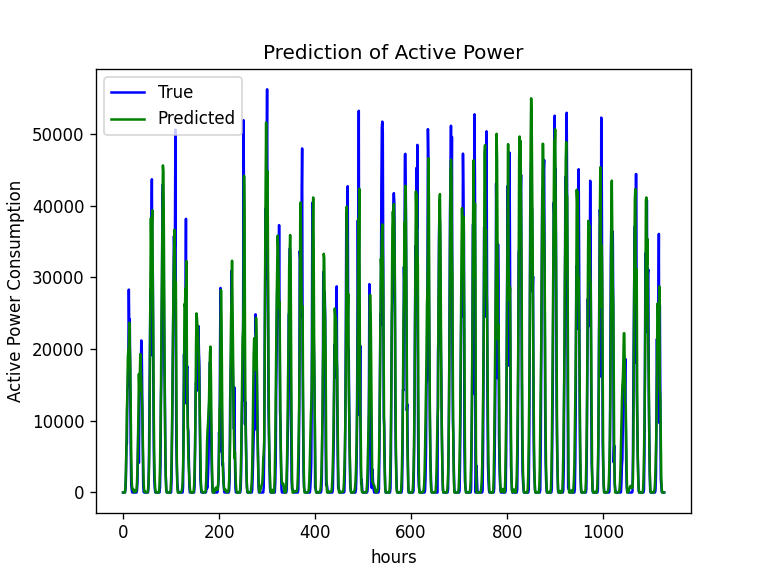 Prediction of Active Power
True
Predicted
Active Power Consumption
50000
40000
30000
20000
10000
0
0 200 400 600 800 1000
hours